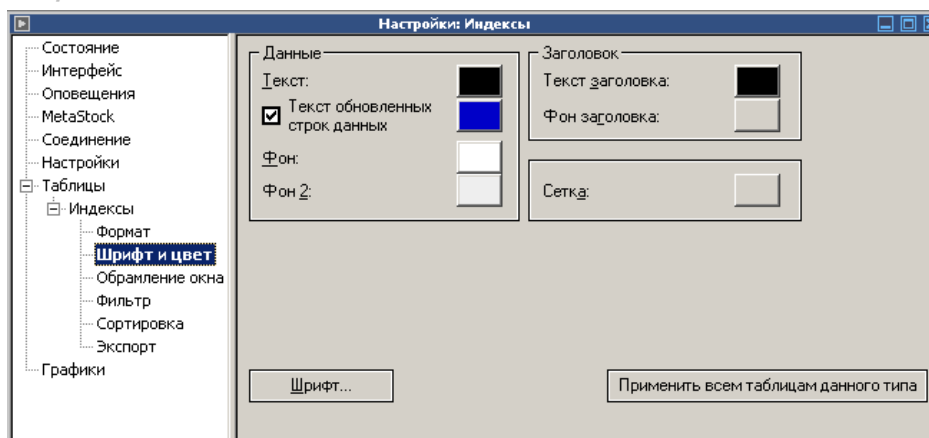 Настройки: Индексы
Состояние
Интерфейс
Оповещения
MetaStock
Соединение
Настройки
Таблицы
Индексы
Формат
Шрифт и цвет
Обрамление окна
Фильтр
Сортировка
Экспорт
Графики
Данные
Текст:
Текст обновленных
строк данных
Фон:
Фон 2:
Заголовок
Текст заголовка:
Фон заголовка:
Сетка:
Шрифт...
Применить всем таблицам данного типа